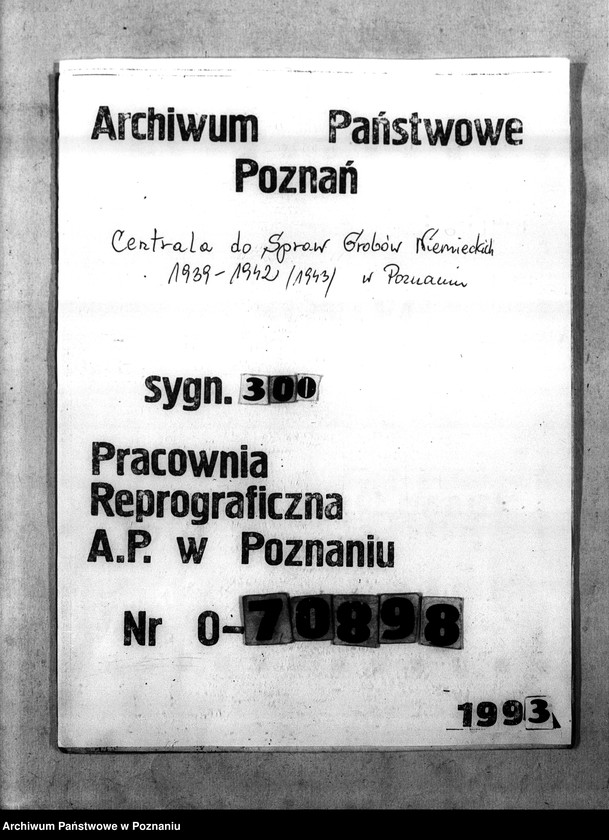 Archiwum Państwowe
Poznań
Centrala do Spraw Grobów Niemieckich
1939-1942 /1943/ w Poznaniu
sygn. 300
Pracownia
Reprograficzna
A.P. w Poznaniu
Nr 0-70898
1993
Archiwum Państwowe w Poznaniu